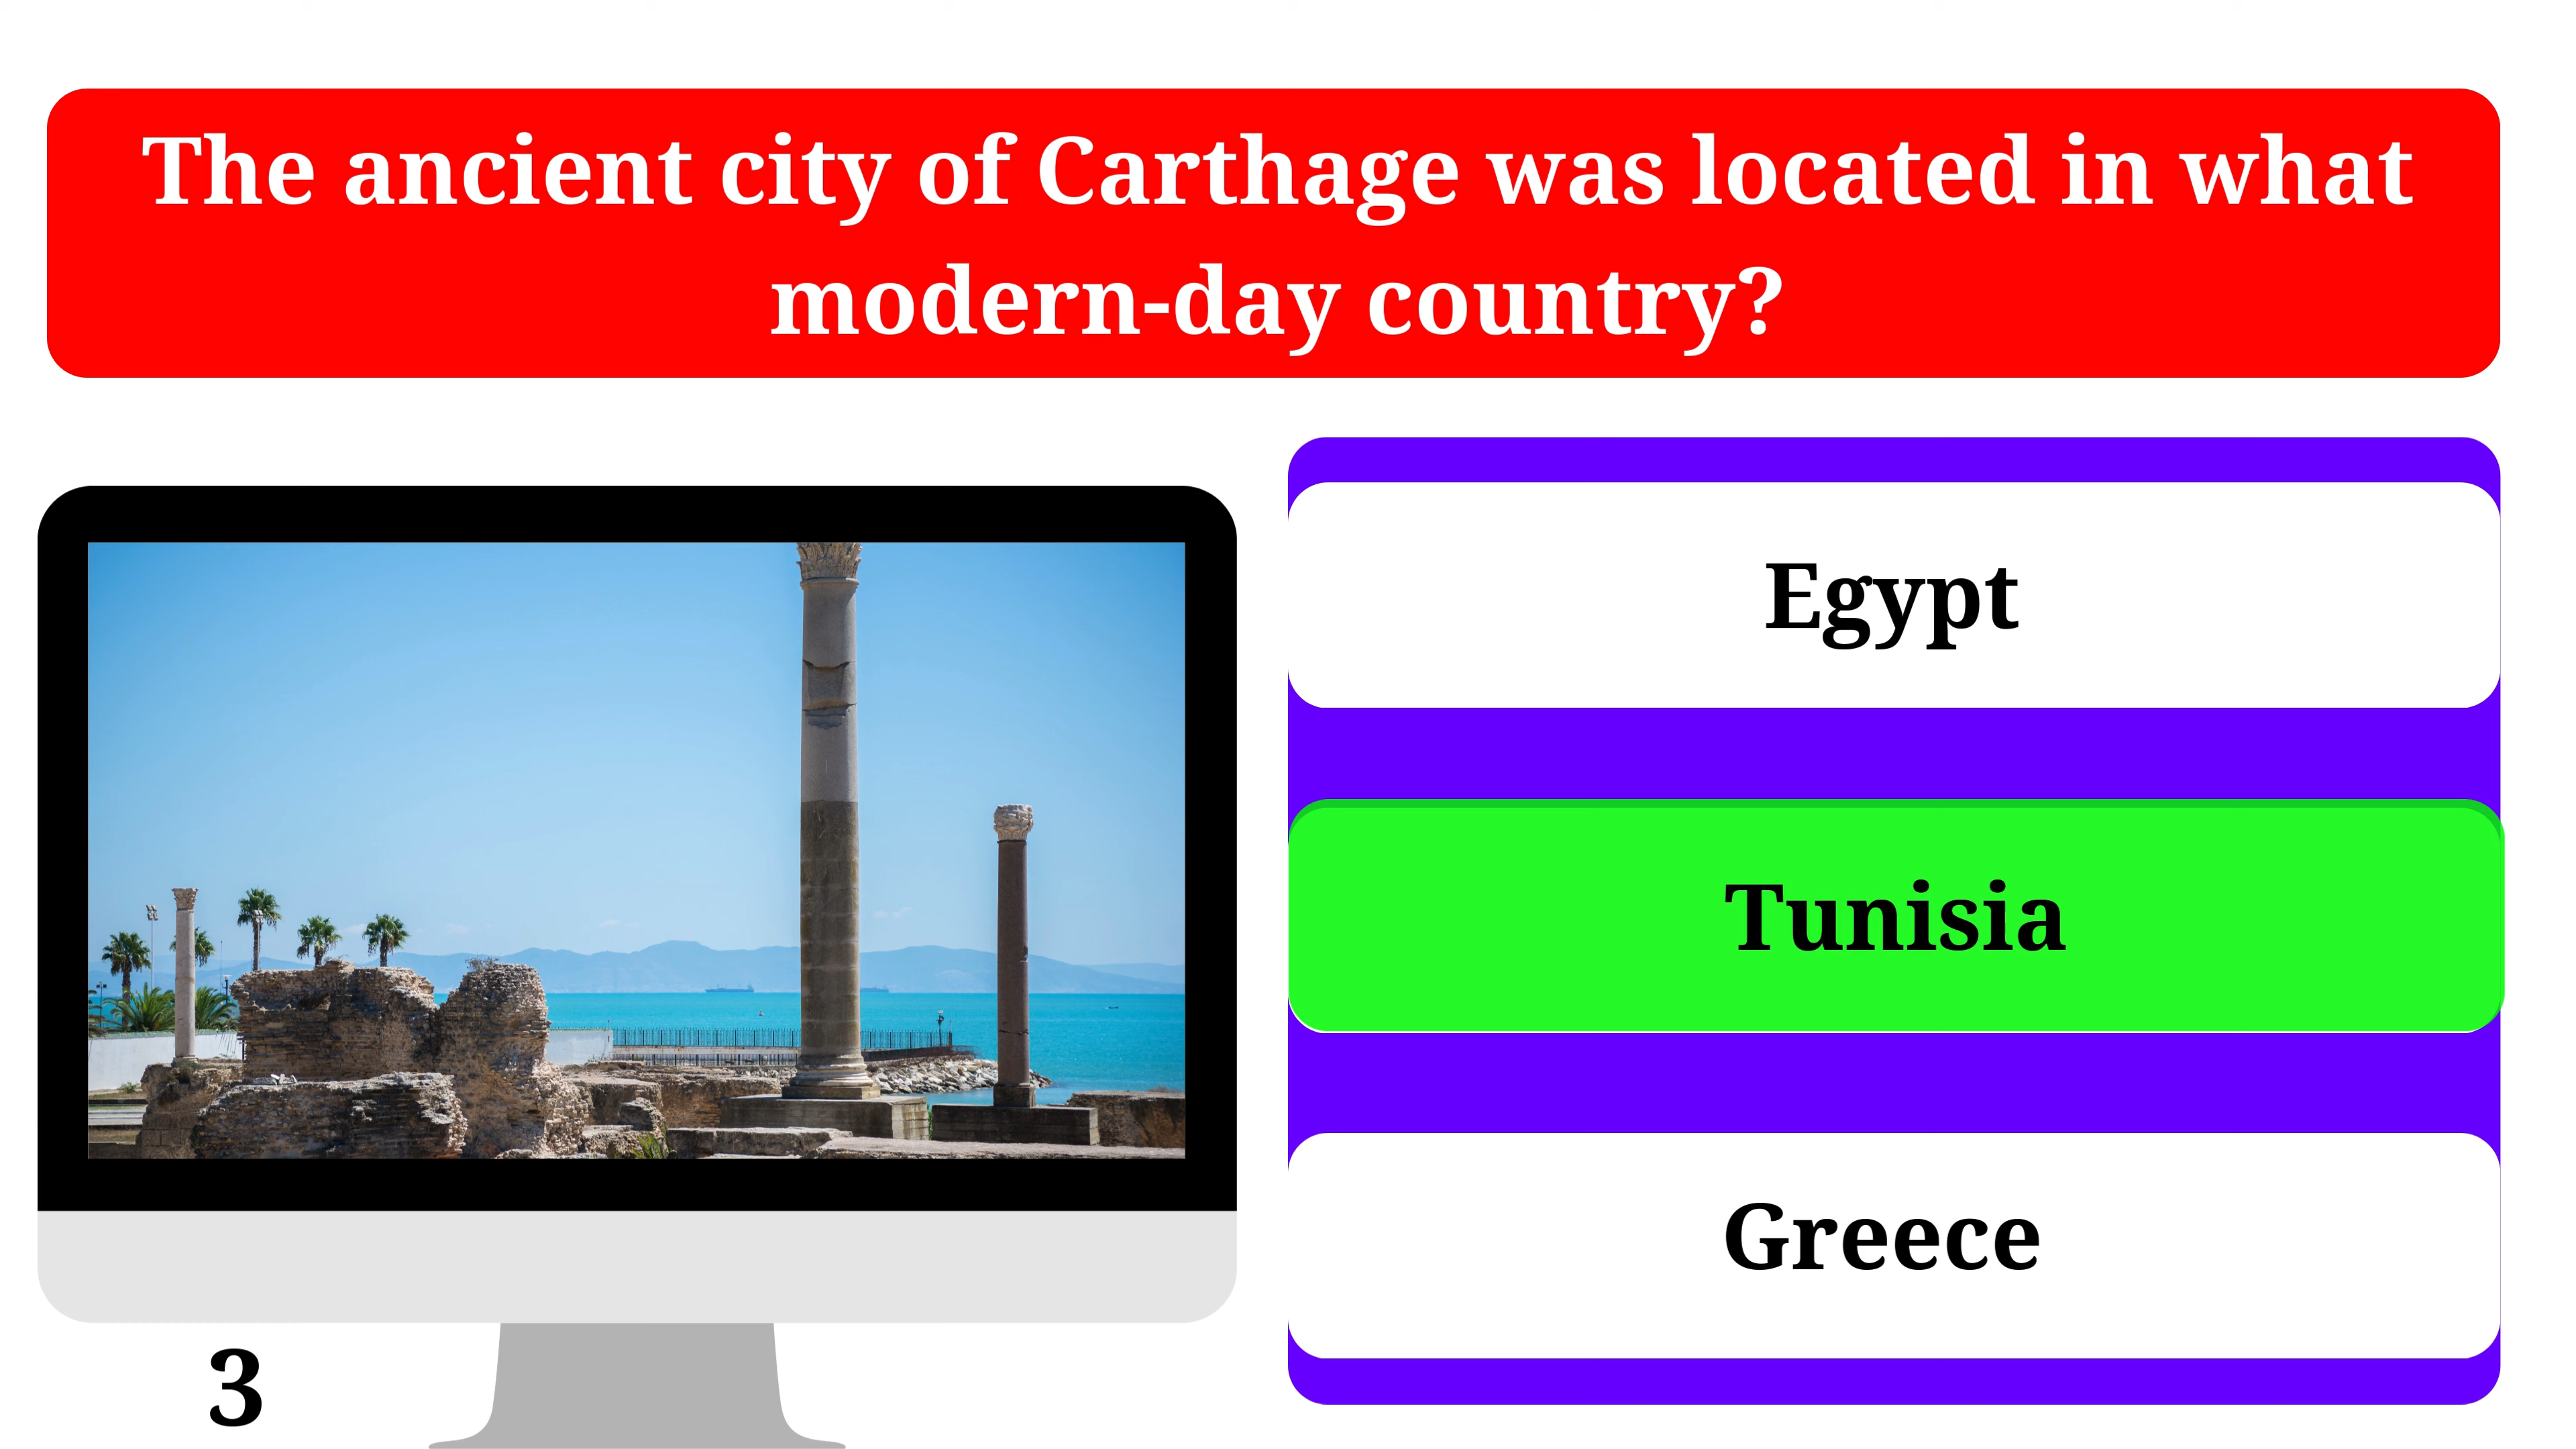 The ancient city of Carthage was located in what
modern-day country?
Egypt
Tunisia
Greece
3